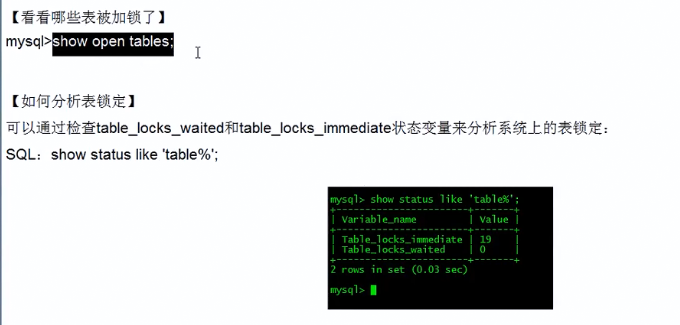 【看看哪些表被加锁了】
mysql>show open tables;
【如何分析表锁定】
可以通过检查table_locks_waited和table_locks_immediate状态变量来分析系统上的表锁定：
SQL：show status like 'table%';
mysql> show status like 'table%';
+-----------------------+-------+
| Variable_name | Value |
+-----------------------+-------+
| Table_locks_immediate | 19 |
| Table_locks_waited | 0 |
+-----------------------+-------+
2 rows in set (0.03 sec)
mysql>